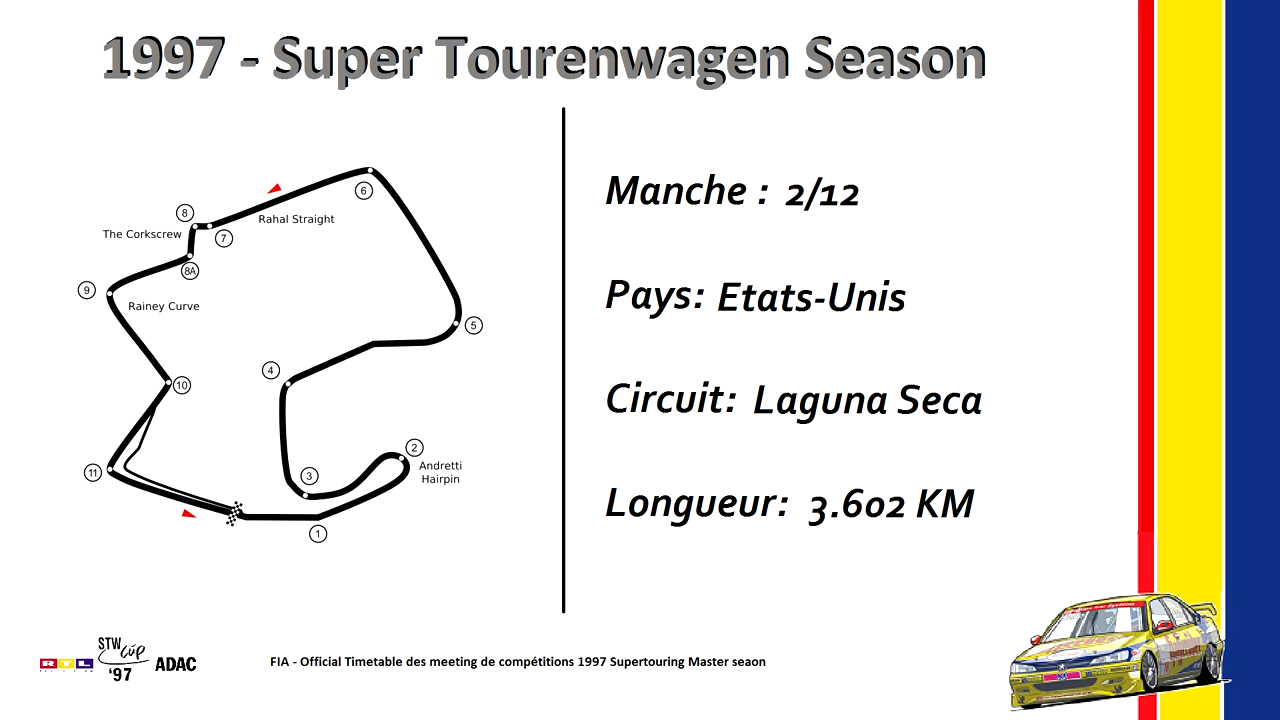 1997 - Super Tourenwagen Season
6
Rahal Straight
8
7
The Corkscrew
8A
9
Rainey Curve
5
4
10
2
Andretti
Hairpin
3
11
1
Manche : 2/12
Pays: Etats-Unis
Circuit: Laguna Seca
Longueur: 3.602 KM
RTL
STW
Cup
'97
ADAC
FIA - Official Timetable des meeting de compétitions 1997 Supertouring Master seaon